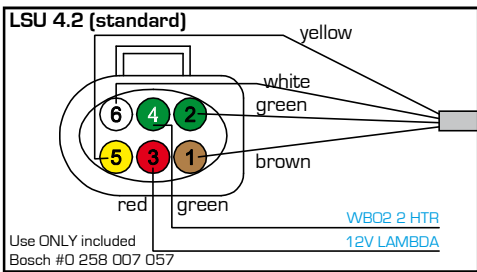 LSU 4.2 (standard)
yellow
white
green
6 4 2
5 3 1
brown
red green
WBO2 2 HTR
12V LAMBDA
Use ONLY included
Bosch #0 258 007 057